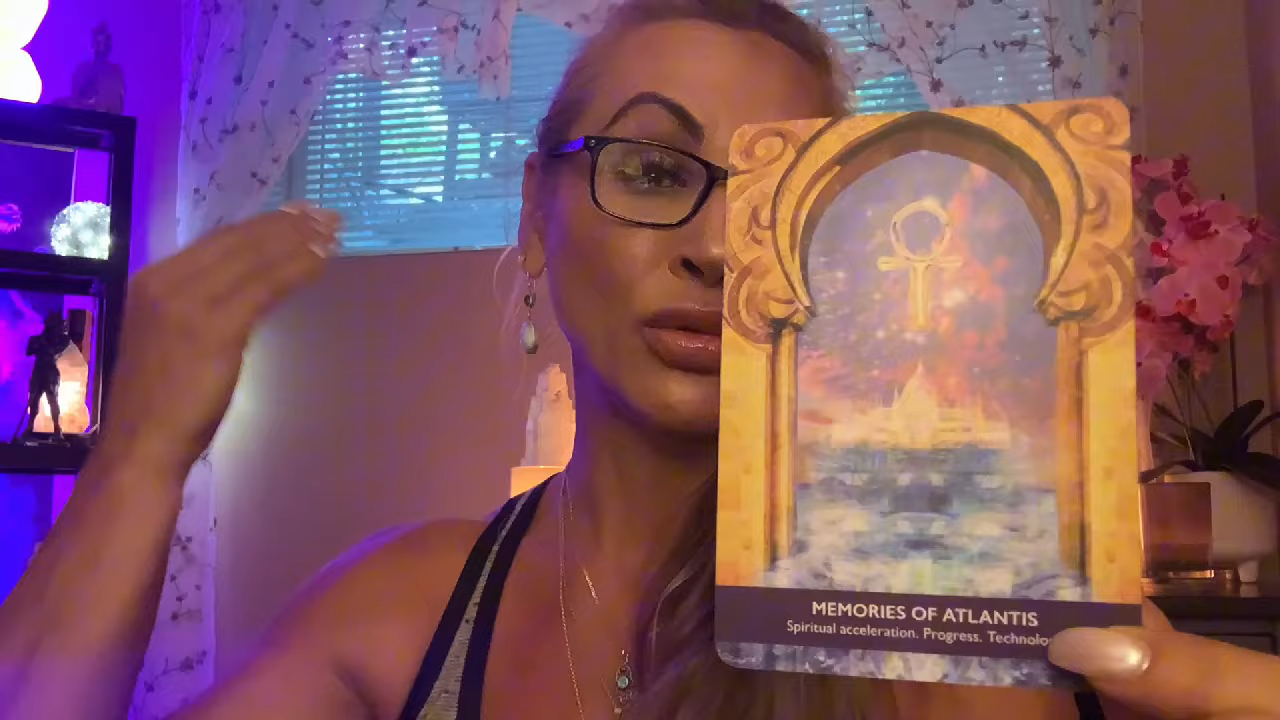 MEMORIES OF ATLANTIS
Spiritual acceleration. Progress.